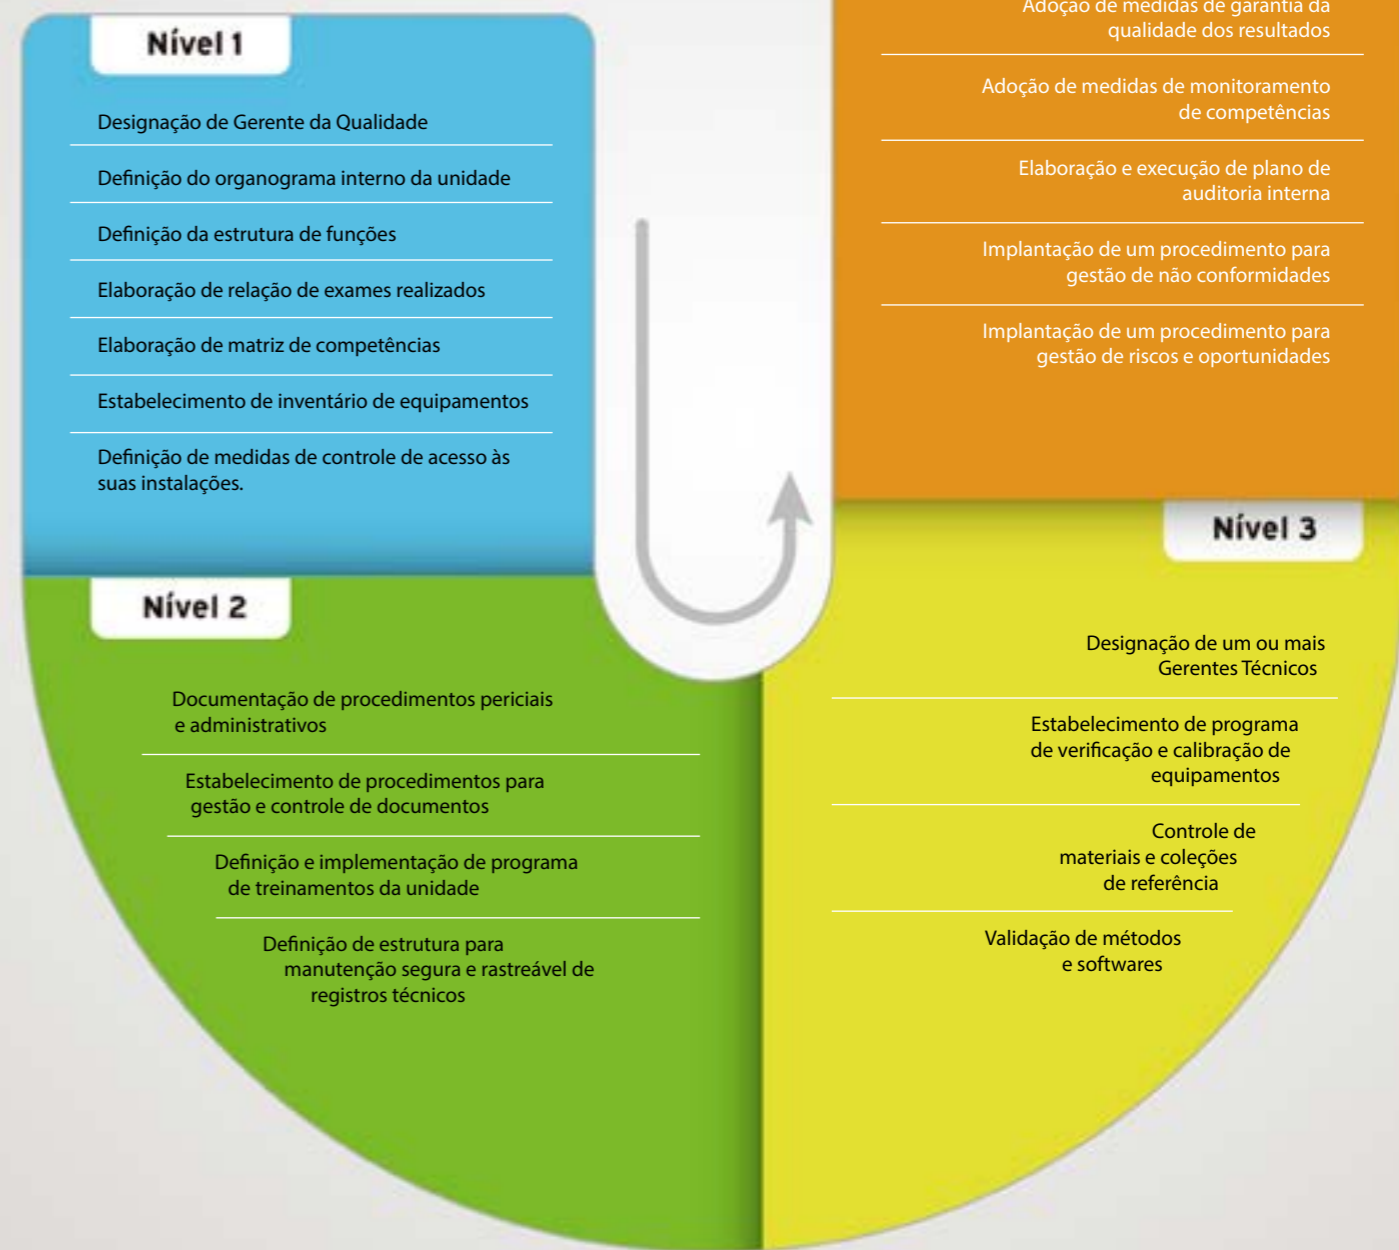 Nível 1
Designação de Gerente da Qualidade
Definição do organograma interno da unidade
Definição da estrutura de funções
Elaboração de relação de exames realizados
Elaboração de matriz de competências
Estabelecimento de inventário de equipamentos
Definição de medidas de controle de acesso às
suas instalações.
Nível 2
Documentação de procedimentos periciais
e administrativos
Estabelecimento de procedimentos para
gestão e controle de documentos
Definição e implementação de programa
de treinamentos da unidade
Definição de estrutura para
manutenção segura e rastreável de
registros técnicos
Nível 3
Designação de um ou mais
Gerentes Técnicos
Estabelecimento de programa
de verificação e calibração de
equipamentos
Controle de
materiais e coleções
de referência
Validação de métodos
e softwares
Adoção de medidas de garantia da
qualidade dos resultados
Adoção de medidas de monitoramento
de competências
Elaboração e execução de plano de
auditoria interna
Implantação de um procedimento para
gestão de não conformidades
Implantação de um procedimento para
gestão de riscos e oportunidades